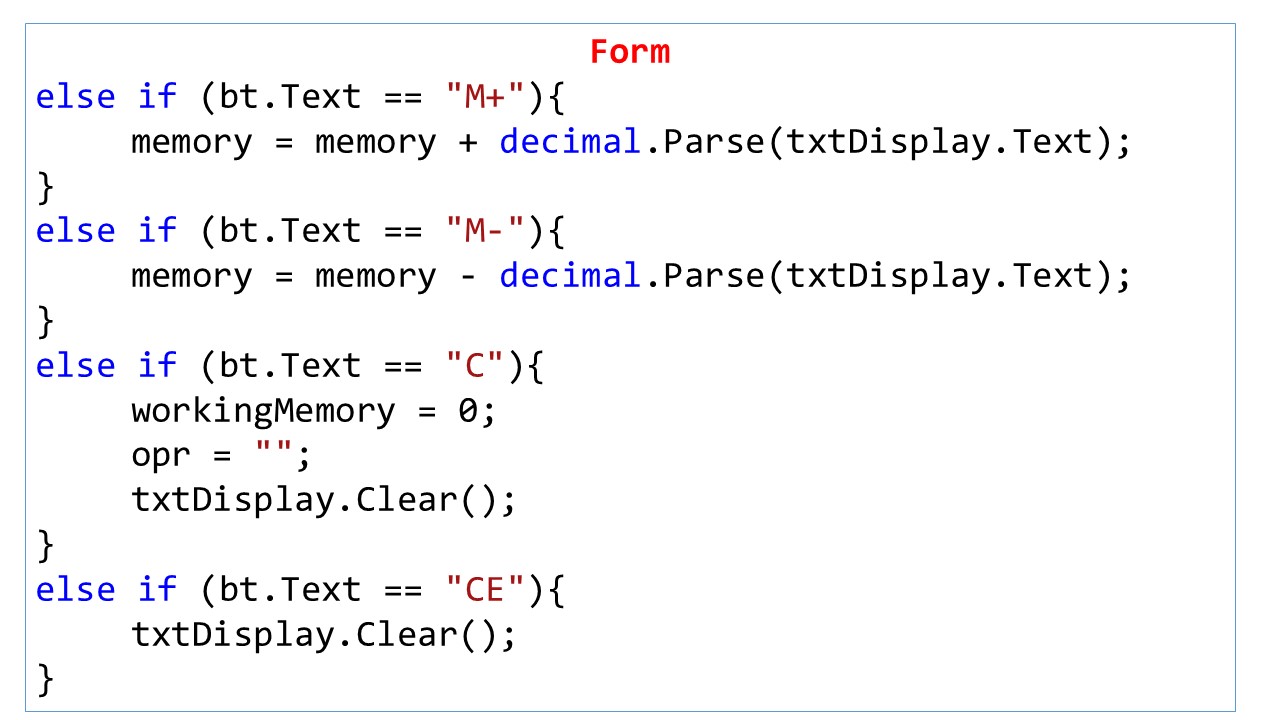 Form
else if (bt.Text == "M+"){
memory = memory + decimal.Parse(txtDisplay.Text);
}
else if (bt.Text == "M-"){
memory = memory - decimal.Parse(txtDisplay.Text);
}
else if (bt.Text == "C"){
workingMemory = 0;
opr = "";
txtDisplay.Clear();
}
else if (bt.Text == "CE"){
txtDisplay.Clear();
}